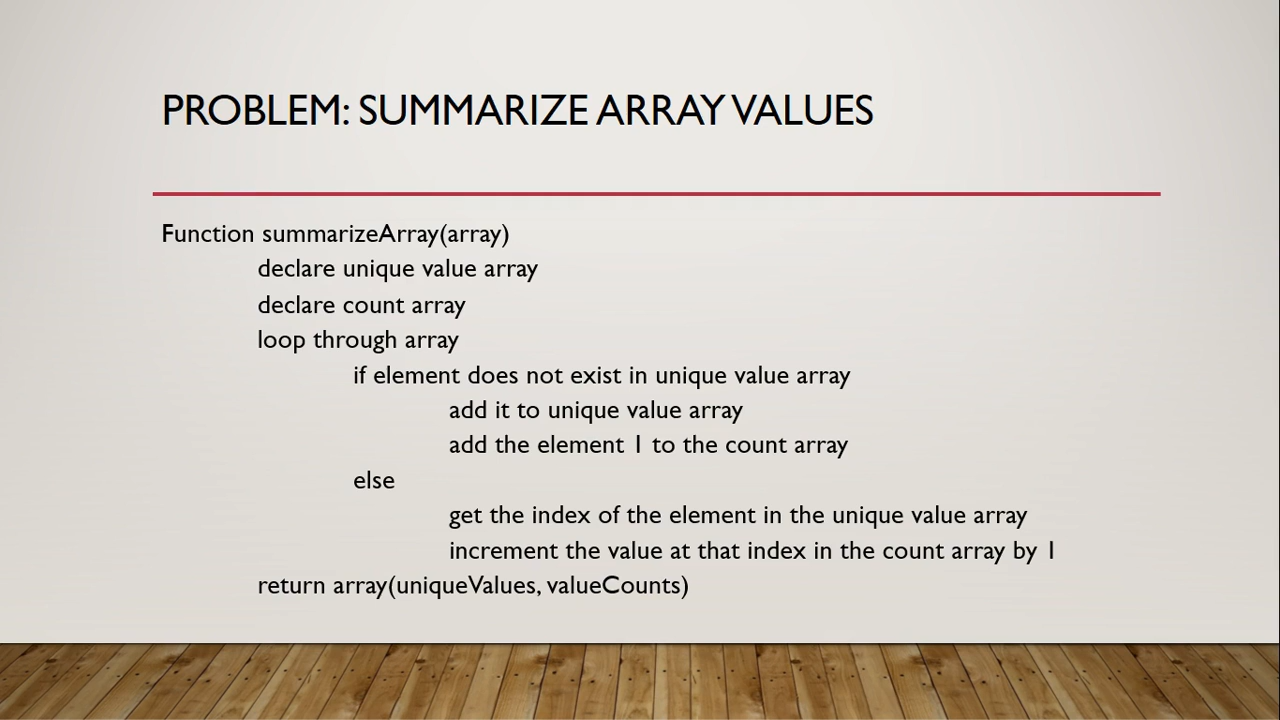 PROBLEM: SUMMARIZE ARRAY VALUES
Function summarizeArray(array)
declare unique value array
declare count array
loop through array
if element does not exist in unique value array
add it to unique value array
add the element 1 to the count array
else
get the index of the element in the unique value array
increment the value at that index in the count array by 1
return array(uniqueValues, valueCounts)